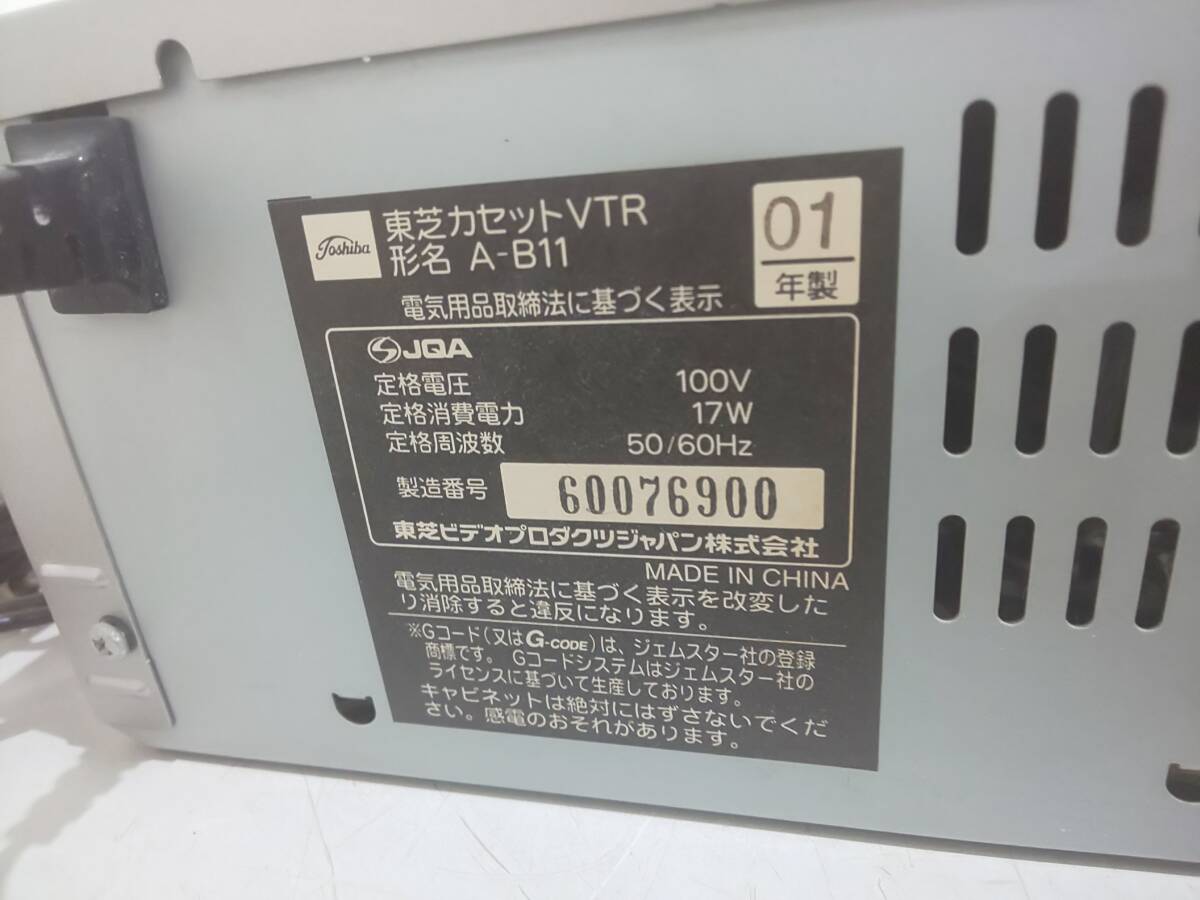 Toshiba
東芝カセットVTR
形名 A-B11
01
年製
電気用品取締法に基づく表示
JQA
定格電圧 100V
定格消費電力 17W
定格周波数 50/60Hz
製造番号 60076900
東芝ビデオプロダクツジャパン株式会社
MADE IN CHINA
電気用品取締法に基づく表示を改変した
り消除すると違反になります。
※Gコード(又はG-CODE)は、ジェムスター社の登録
商標です。 Gコードシステムはジェムスター社の
ライセンスに基づいて生産しております。
キャビネットは絶対にはずさないでくだ
さい。感電のおそれがあります。